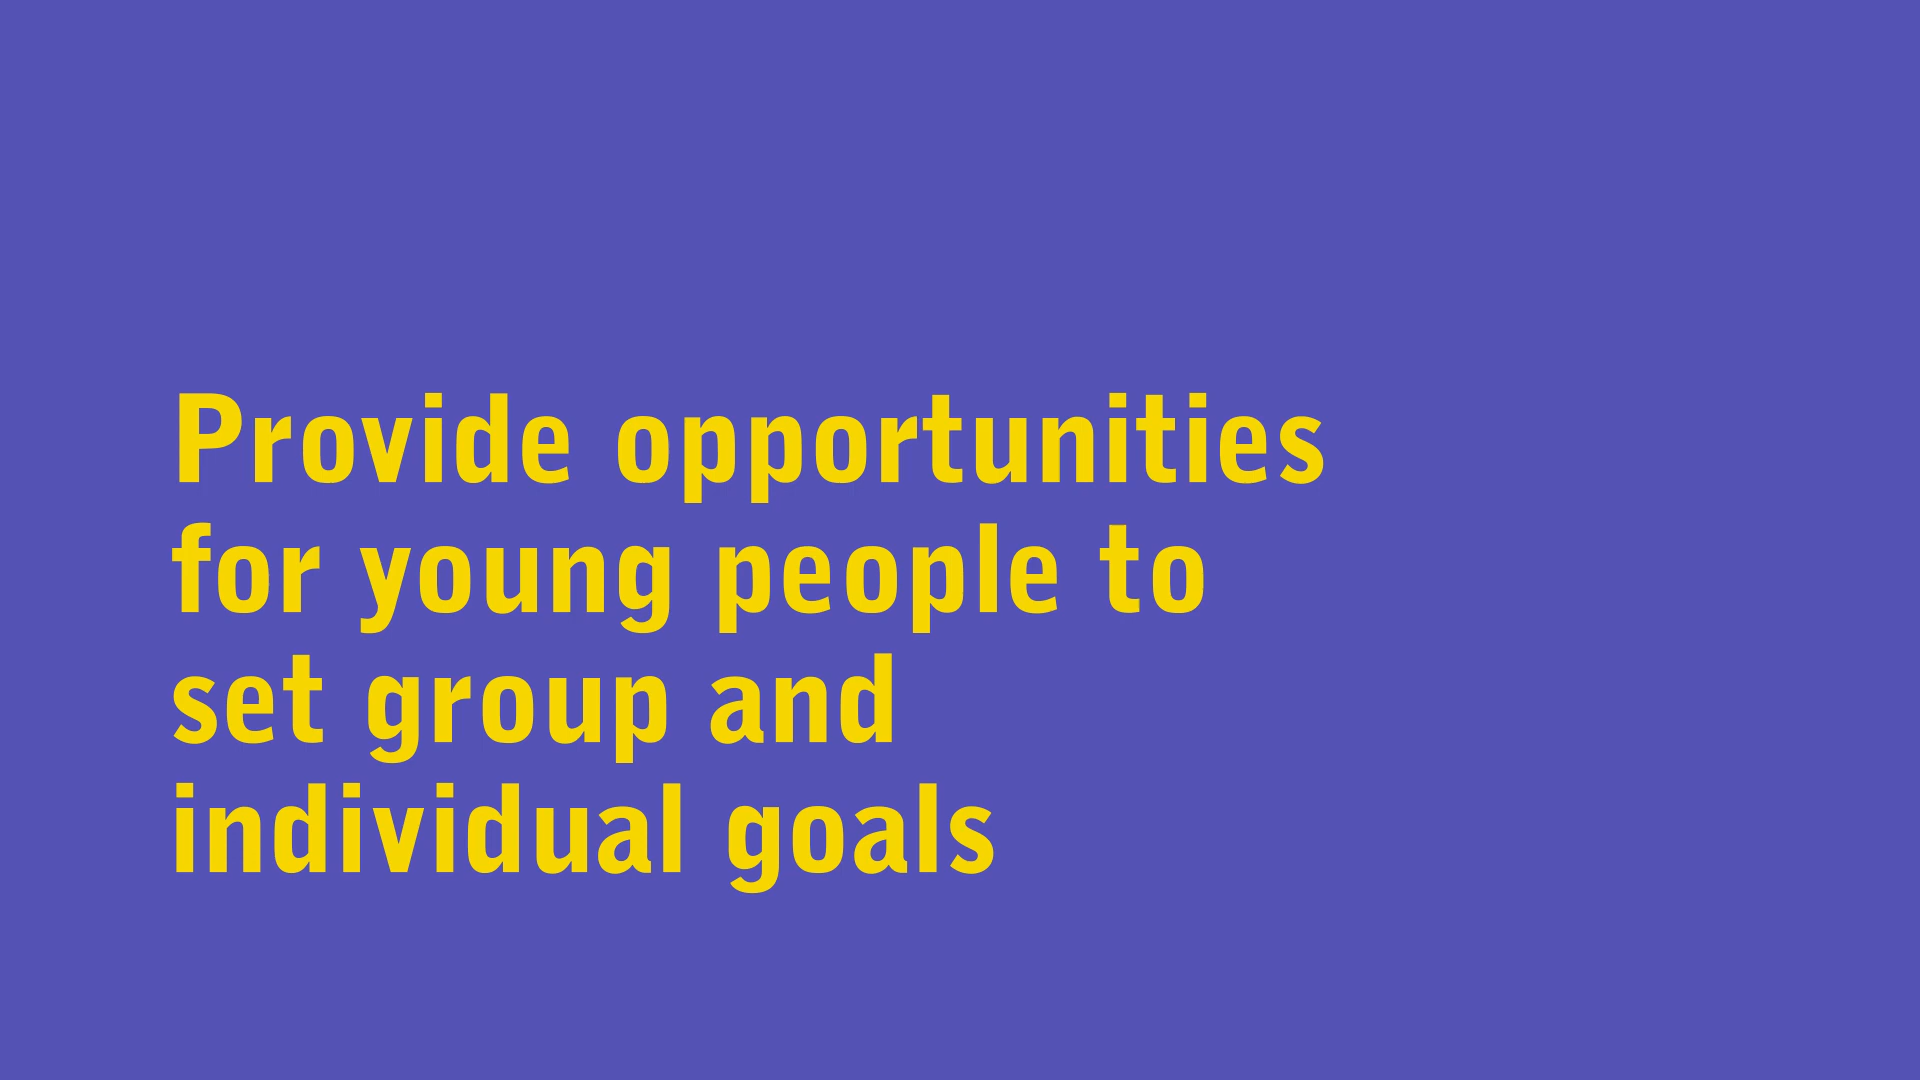 Provide opportunities
for young people to
set group and
individual goals